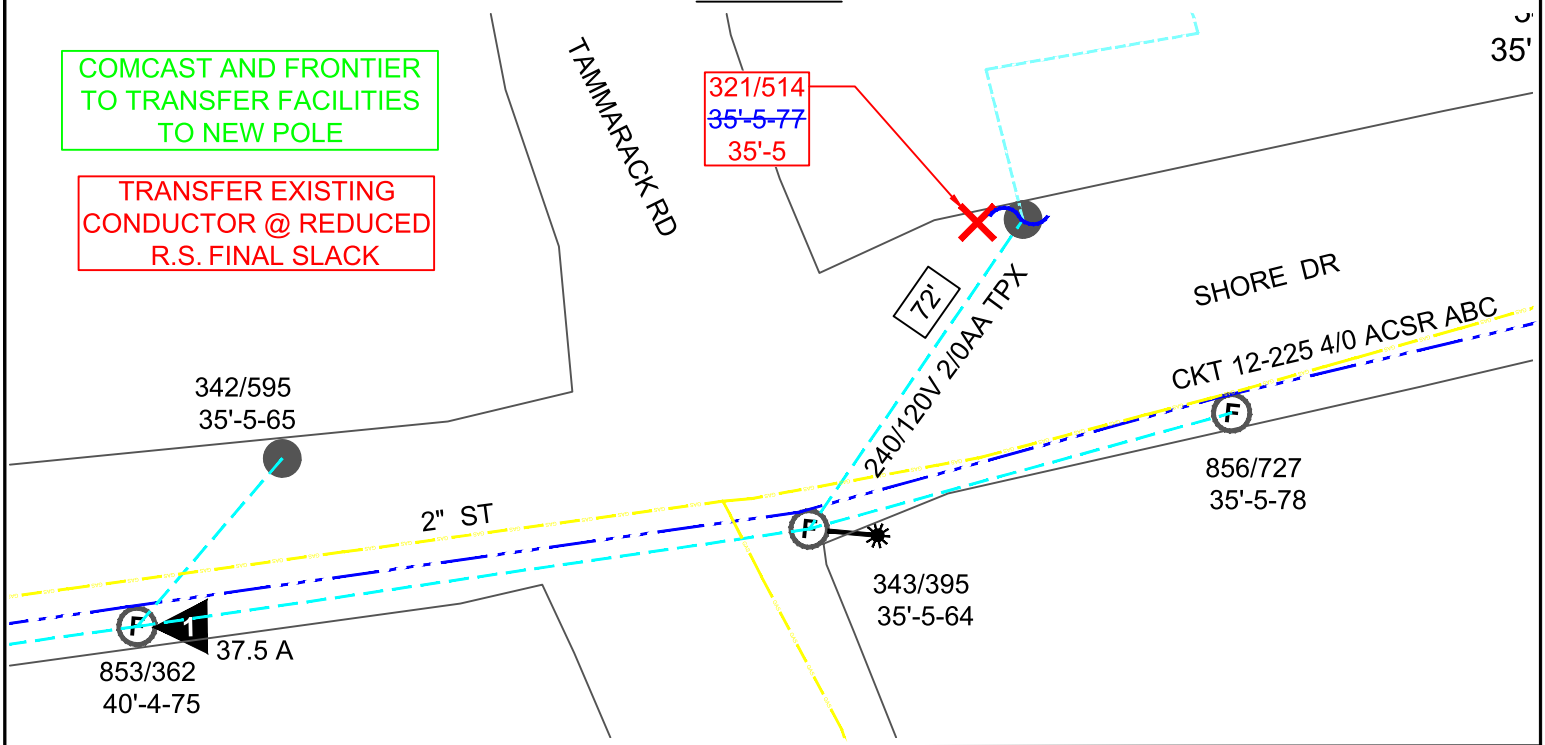 COMCAST AND FRONTIER
TO TRANSFER FACILITIES
TO NEW POLE
TRANSFER EXISTING
CONDUCTOR @ REDUCED
R.S. FINAL SLACK
TAMMARACK RD
321/514
35'-5-77
35'-5
35'
72'
240/120V 2/0AA TPX
SHORE DR
CKT 12-225 4/0 ACSR ABC
342/595
35'-5-65
2" ST
F
856/727
35'-5-78
F
343/395
35'-5-64
F
1
37.5 A
853/362
40'-4-75